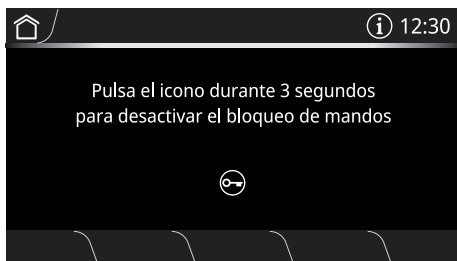 i 12:30
Pulsa el icono durante 3 segundos
para desactivar el bloqueo de mandos